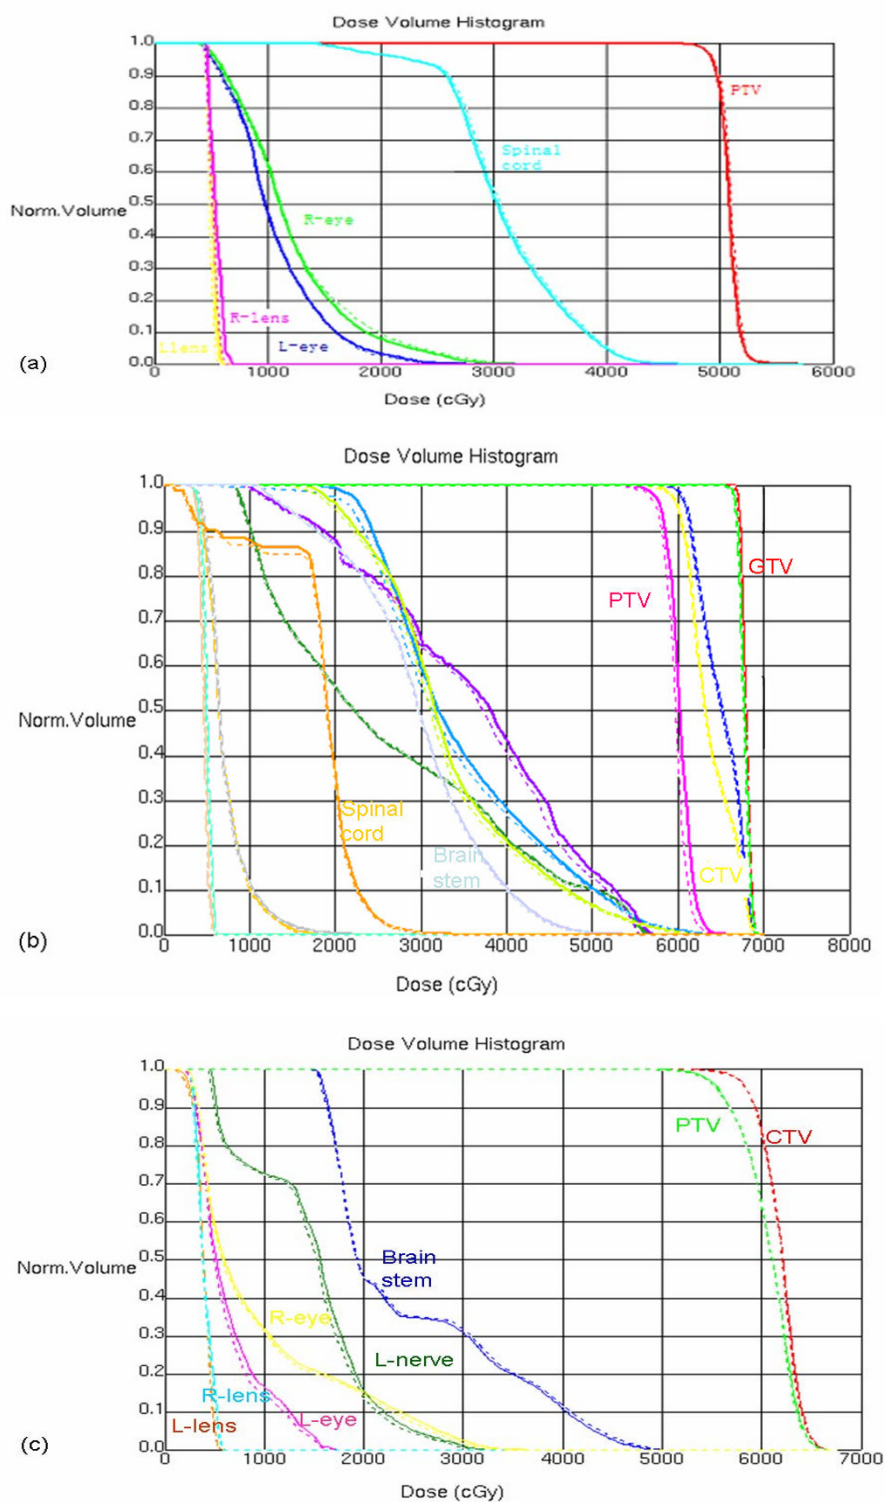 Dose Volume Histogram
1.0
0.9
0.8
0.7
0.6
0.5
0.4
0.3
0.2
0.1
0.0
Norm.Volume
PTV
Spinal
cord
R-eye
R-lens
Llens
L-eye
(a)
0 1000 2000 3000 4000 5000 6000
Dose (cGy)
Dose Volume Histogram
1.0
0.9
0.8
0.7
0.6
0.5
0.4
0.3
0.2
0.1
0.0
Norm.Volume
GTV
PTV
Spinal
cord
Brain
stem
CTV
(b)
0 1000 2000 3000 4000 5000 6000 7000 8000
Dose (cGy)
Dose Volume Histogram
1.0
0.9
0.8
0.7
0.6
0.5
0.4
0.3
0.2
0.1
0.0
Norm.Volume
PTV
CTV
Brain
stem
R-eye
L-nerve
R-lens
L-lens
L-eye
(c)
0 1000 2000 3000 4000 5000 6000 7000
Dose (cGy)